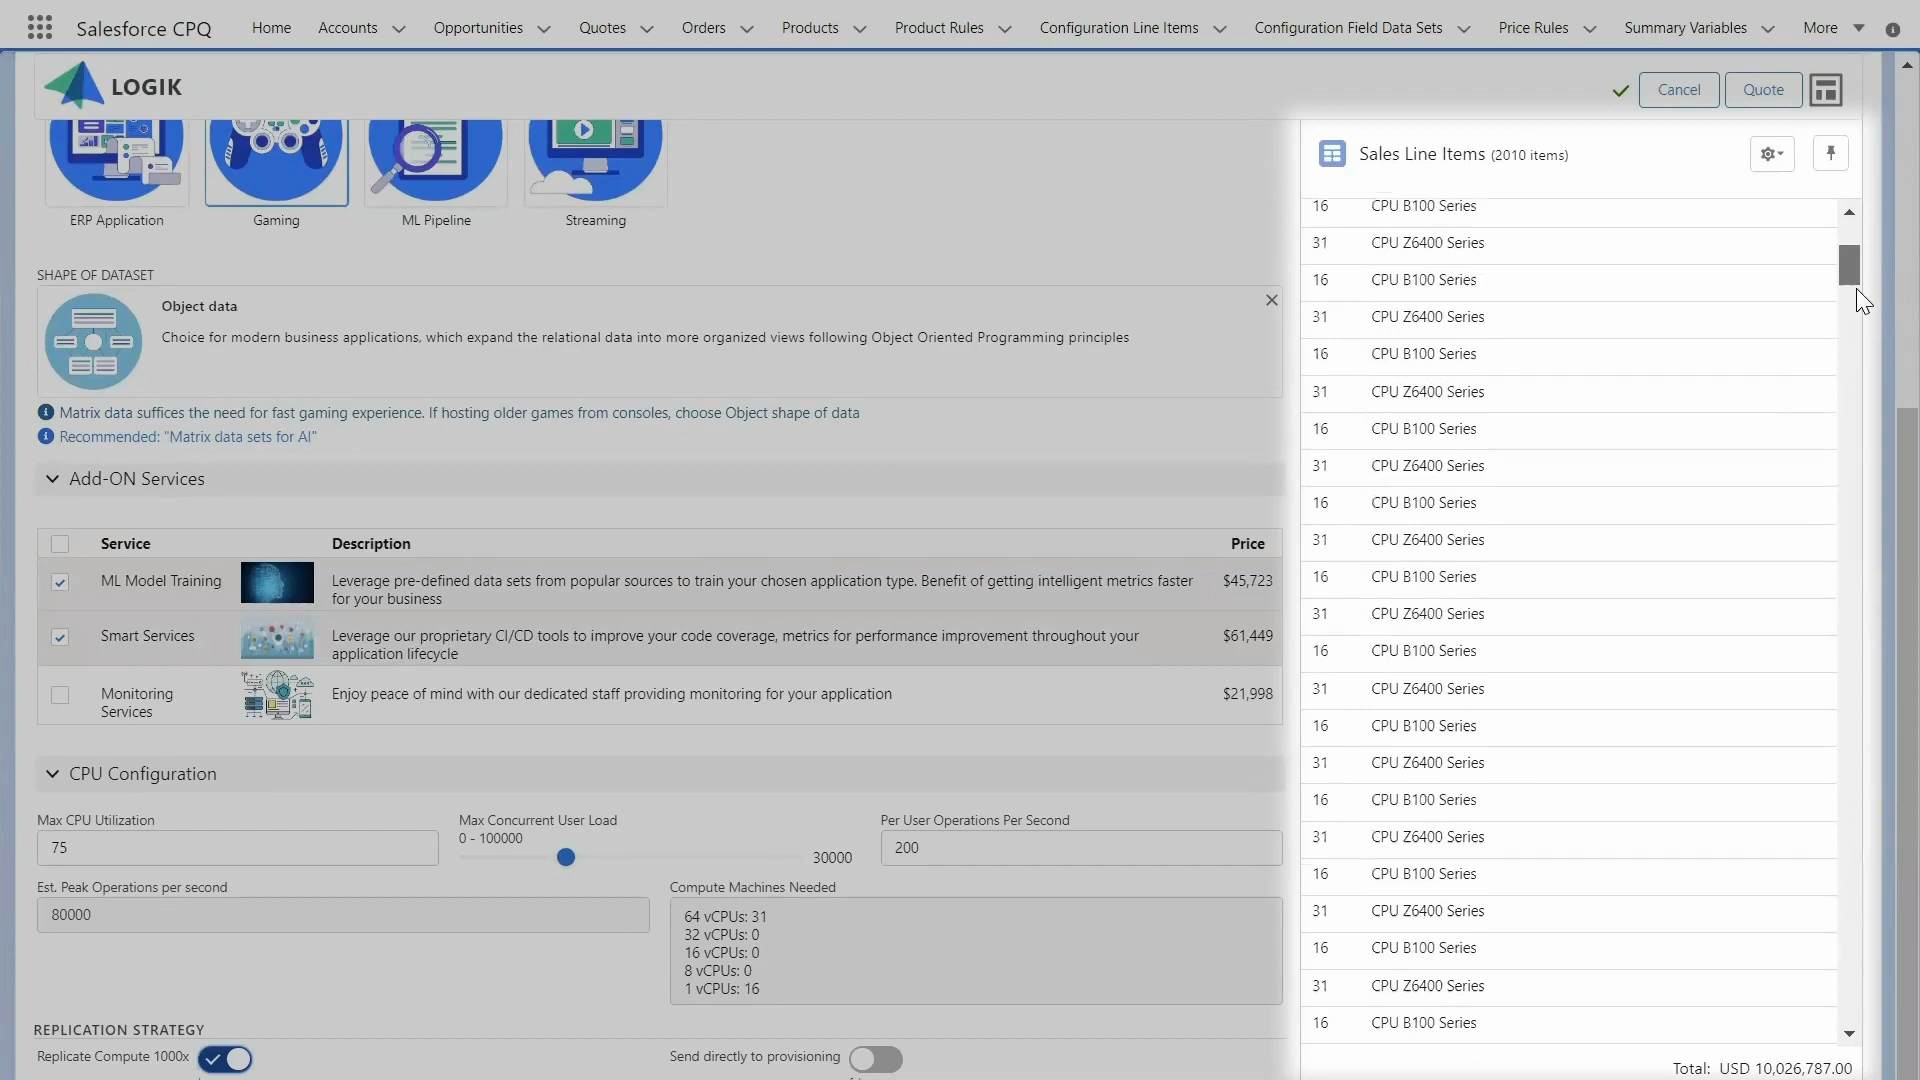 Salesforce CPQ
Home
Accounts
Opportunities
Quotes
Orders
Products
Product Rules
Configuration Line Items
Configuration Field Data Sets
Price Rules
Summary Variables
More
LOGIK
Cancel
Quote
ERP Application
Gaming
ML Pipeline
Streaming
SHAPE OF DATASET
Object data
Choice for modern business applications, which expand the relational data into more organized views following Object Oriented Programming principles
Matrix data suffices the need for fast gaming experience. If hosting older games from consoles, choose Object shape of data
Recommended: "Matrix data sets for AI"
Add-ON Services
Service Description Price
ML Model Training
Leverage pre-defined data sets from popular sources to train your chosen application type. Benefit of getting intelligent metrics faster
for your business
$45,723
Smart Services
Leverage our proprietary CI/CD tools to improve your code coverage, metrics for performance improvement throughout your
application lifecycle
$61,449
Monitoring
Services
Enjoy peace of mind with our dedicated staff providing monitoring for your application
$21,998
CPU Configuration
Max CPU Utilization
75
Max Concurrent User Load
0 - 100000
30000
Per User Operations Per Second
200
Est. Peak Operations per second
80000
Compute Machines Needed
64 vCPUs: 31
32 vCPUs: 0
16 vCPUs: 0
8 vCPUs: 0
1 vCPUs: 16
REPLICATION STRATEGY
Replicate Compute 1000x
Send directly to provisioning
Sales Line Items (2010 items)
16 CPU B100 Series
31 CPU Z6400 Series
16 CPU B100 Series
31 CPU Z6400 Series
16 CPU B100 Series
31 CPU Z6400 Series
16 CPU B100 Series
31 CPU Z6400 Series
16 CPU B100 Series
31 CPU Z6400 Series
16 CPU B100 Series
31 CPU Z6400 Series
16 CPU B100 Series
31 CPU Z6400 Series
16 CPU B100 Series
31 CPU Z6400 Series
16 CPU B100 Series
31 CPU Z6400 Series
16 CPU B100 Series
31 CPU Z6400 Series
16 CPU B100 Series
31 CPU Z6400 Series
16 CPU B100 Series
Total: USD 10,026,787.00